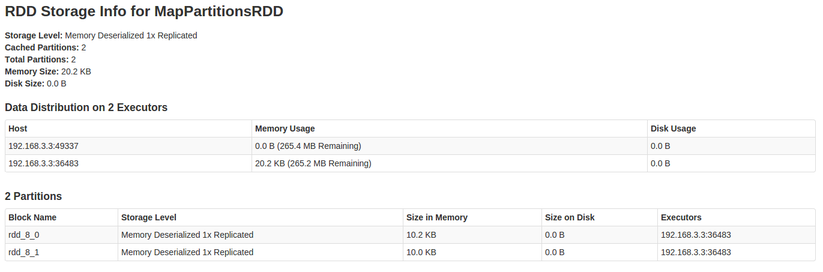 RDD Storage Info for MapPartitionsRDD
Storage Level: Memory Deserialized 1x Replicated
Cached Partitions: 2
Total Partitions: 2
Memory Size: 20.2 KB
Disk Size: 0.0 B
Data Distribution on 2 Executors
Host Memory Usage Disk Usage
192.168.3.3:49337 0.0 B (265.4 MB Remaining) 0.0 B
192.168.3.3:36483 20.2 KB (265.2 MB Remaining) 0.0 B
2 Partitions
Block Name Storage Level Size in Memory Size on Disk Executors
rdd_8_0 Memory Deserialized 1x Replicated 10.2 KB 0.0 B 192.168.3.3:36483
rdd_8_1 Memory Deserialized 1x Replicated 10.0 KB 0.0 B 192.168.3.3:36483